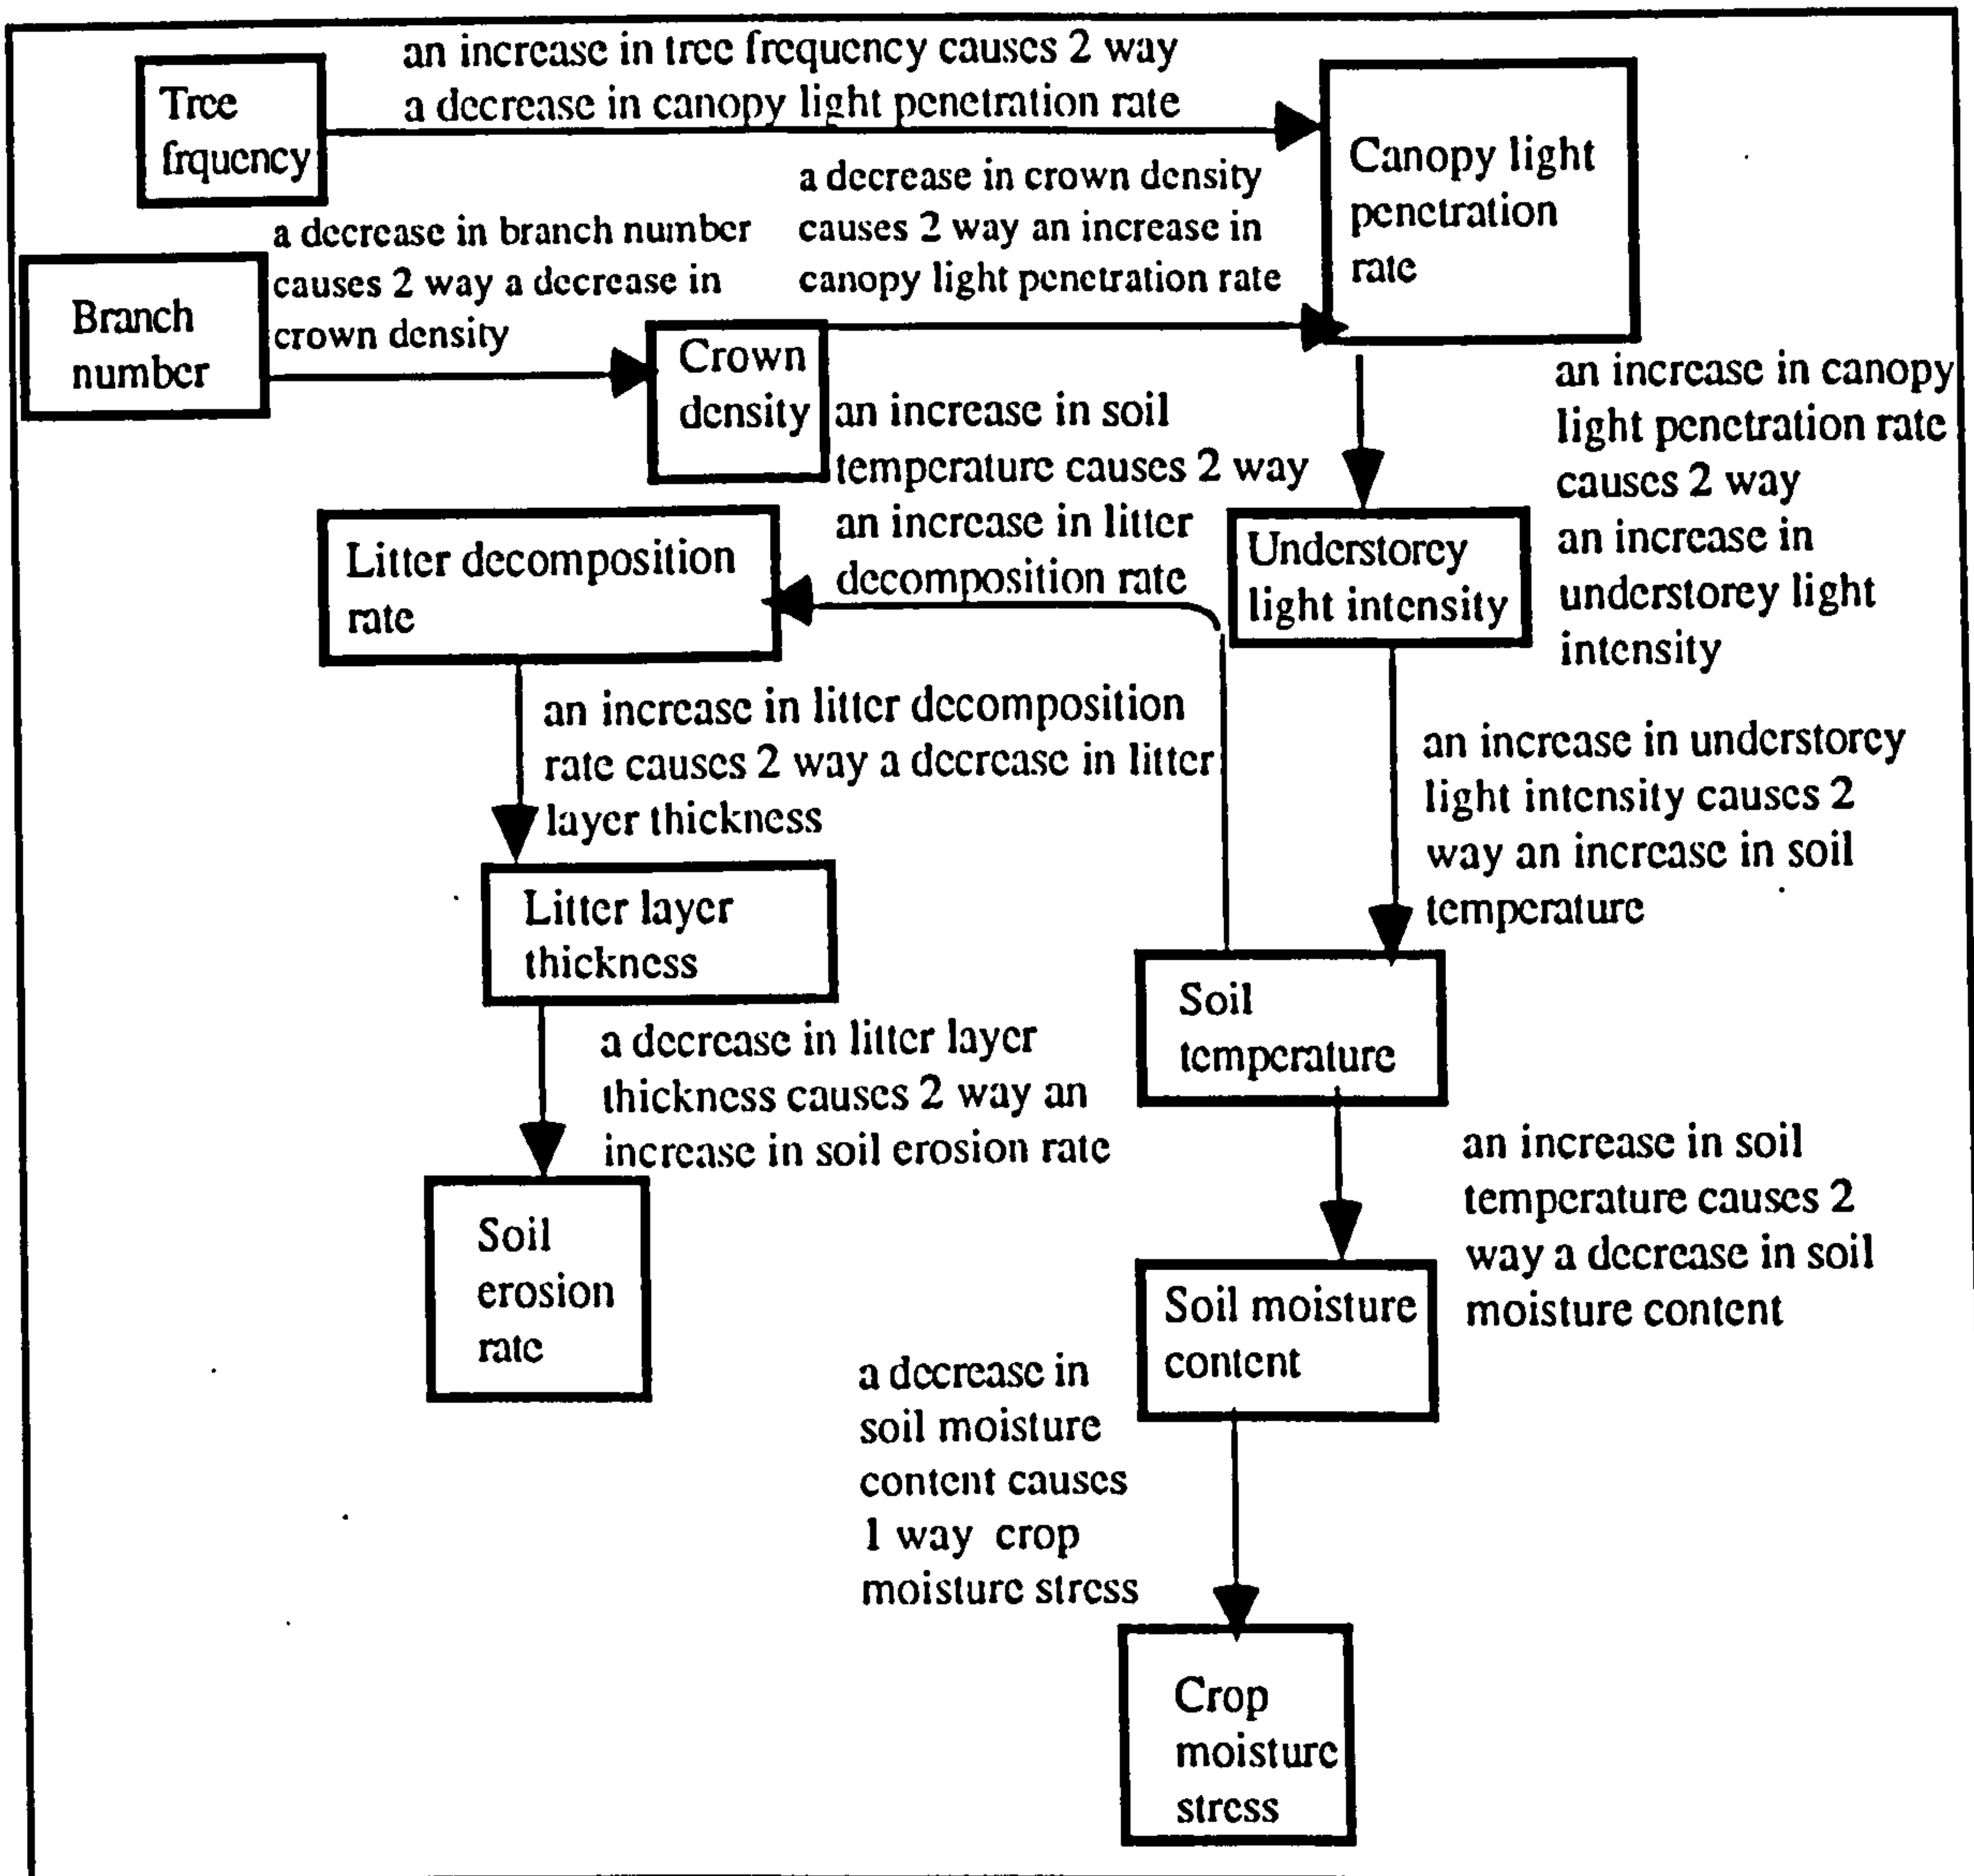 an increase in tree frequency causes 2 way
a decrease in canopy light penetration rate
Tree
frquency
Canopy light
penetration
rate
a decrease in crown density
causes 2 way an increase in
canopy light penetration rate
a decrease in branch number
causes 2 way a decrease in
crown density
Branch
number
Crown
density
an increase in canopy
light penetration rate
causes 2 way
an increase in
understorey light
intensity
an increase in soil
temperature causes 2 way
an increase in litter
decomposition rate
Understorey
light intensity
Litter decomposition
rate
an increase in litter decomposition
rate causes 2 way a decrease in litter
layer thickness
an increase in understorey
light intensity causes 2
way an increase in soil
temperature
Litter layer
thickness
Soil
temperature
a decrease in litter layer
thickness causes 2 way an
increase in soil erosion rate
an increase in soil
temperature causes 2
way a decrease in soil
moisture content
Soil
erosion
rate
Soil moisture
content
a decrease in
soil moisture
content causes
1 way crop
moisture stress
Crop
moisture
stress